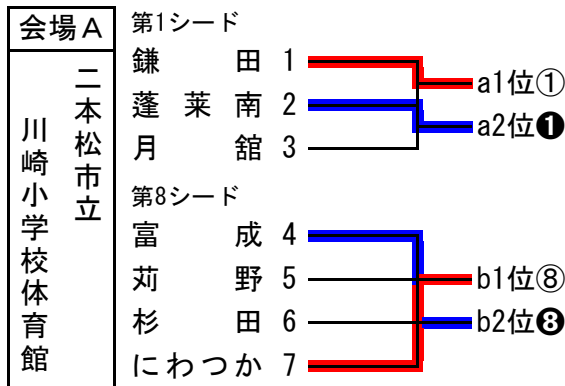 会場A
二本松市立
川崎小学校体育館
第1シード
鎌田 1
蓬莱南 2
月舘 3
a1位①
a2位❶
第8シード
富成 4
苅野 5
杉田 6
にわつか 7
b1位⑧
b2位❽